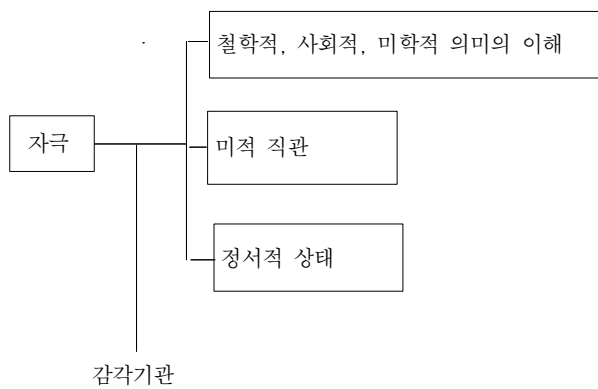 철학적, 사회적, 미학적 의미의 이해
자극
미적 직관
정서적 상태
감각기관